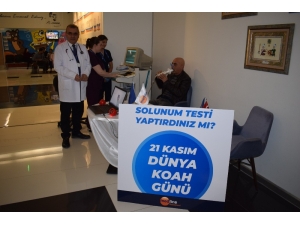 SOLUNUM TESTİ
YAPTIRDINIZ MI?
21 KASIM
DÜNYA
KOAH
GÜNÜ